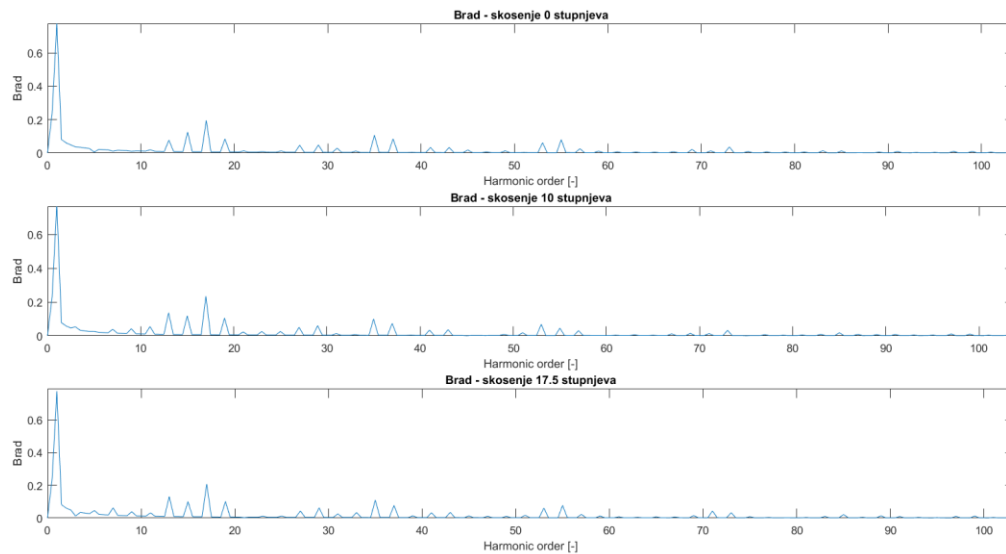 Brad - skosenje 0 stupnjeva
Brad
0.6
0.4
0.2
0
0 10 20 30 40 50 60 70 80 90 100
Harmonic order [-]
Brad - skosenje 10 stupnjeva
Brad
0.6
0.4
0.2
0
0 10 20 30 40 50 60 70 80 90 100
Harmonic order [-]
Brad - skosenje 17.5 stupnjeva
Brad
0.6
0.4
0.2
0
0 10 20 30 40 50 60 70 80 90 100
Harmonic order [-]